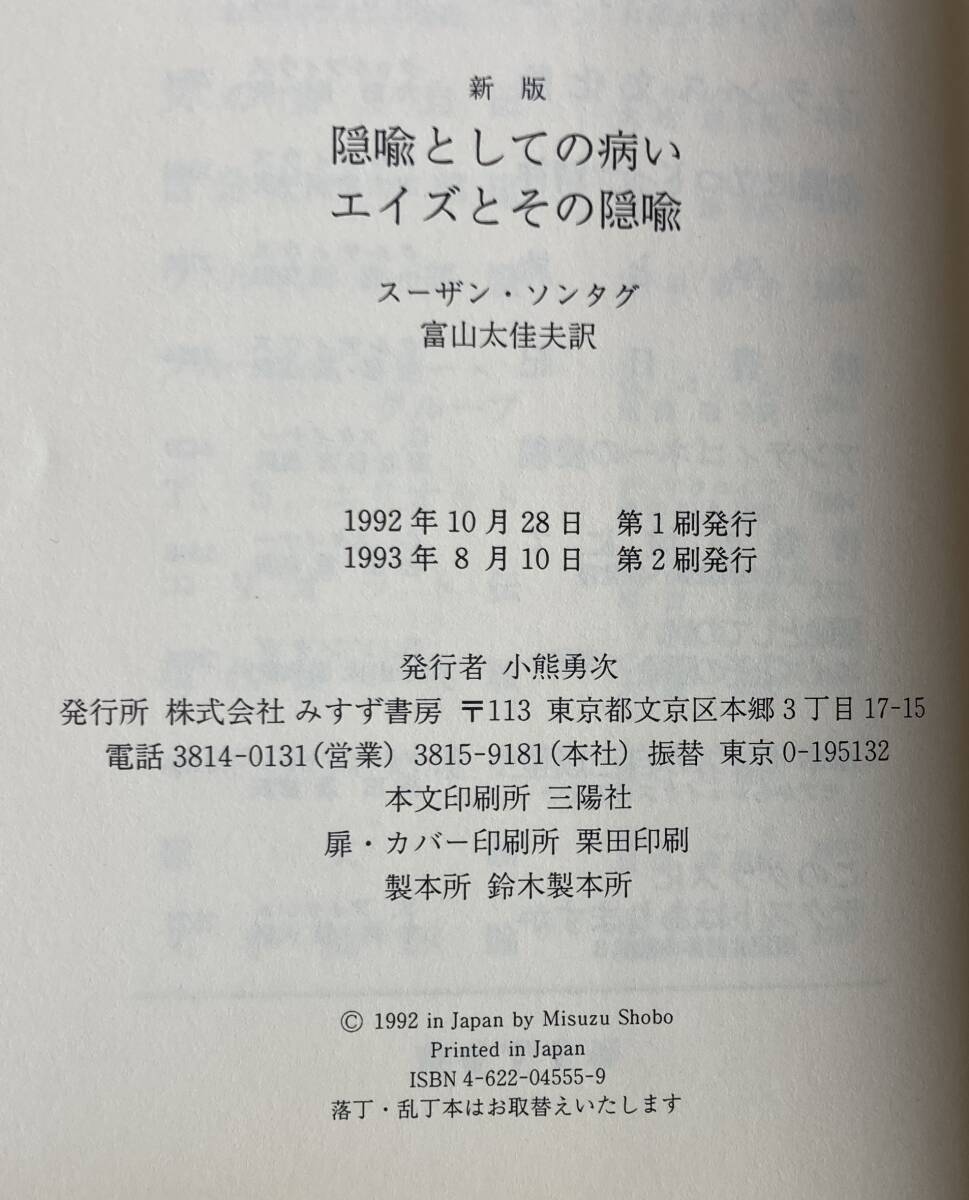 新版
隠喩としての病い
エイズとその隠喩
スーザン・ソンタグ
富山太佳夫訳
1992年10月28日 第1刷発行
1993年8月10日 第2刷発行
発行者 小熊勇次
発行所 株式会社 みすず書房 〒113 東京都文京区本郷3丁目17-15
電話 3814-0131(営業) 3815-9181(本社) 振替 東京0-195132
本文印刷所 三陽社
扉・カバー印刷所 栗田印刷
製本所 鈴木製本所
© 1992 in Japan by Misuzu Shobo
Printed in Japan
ISBN 4-622-04555-9
落丁・乱丁本はお取替えいたします